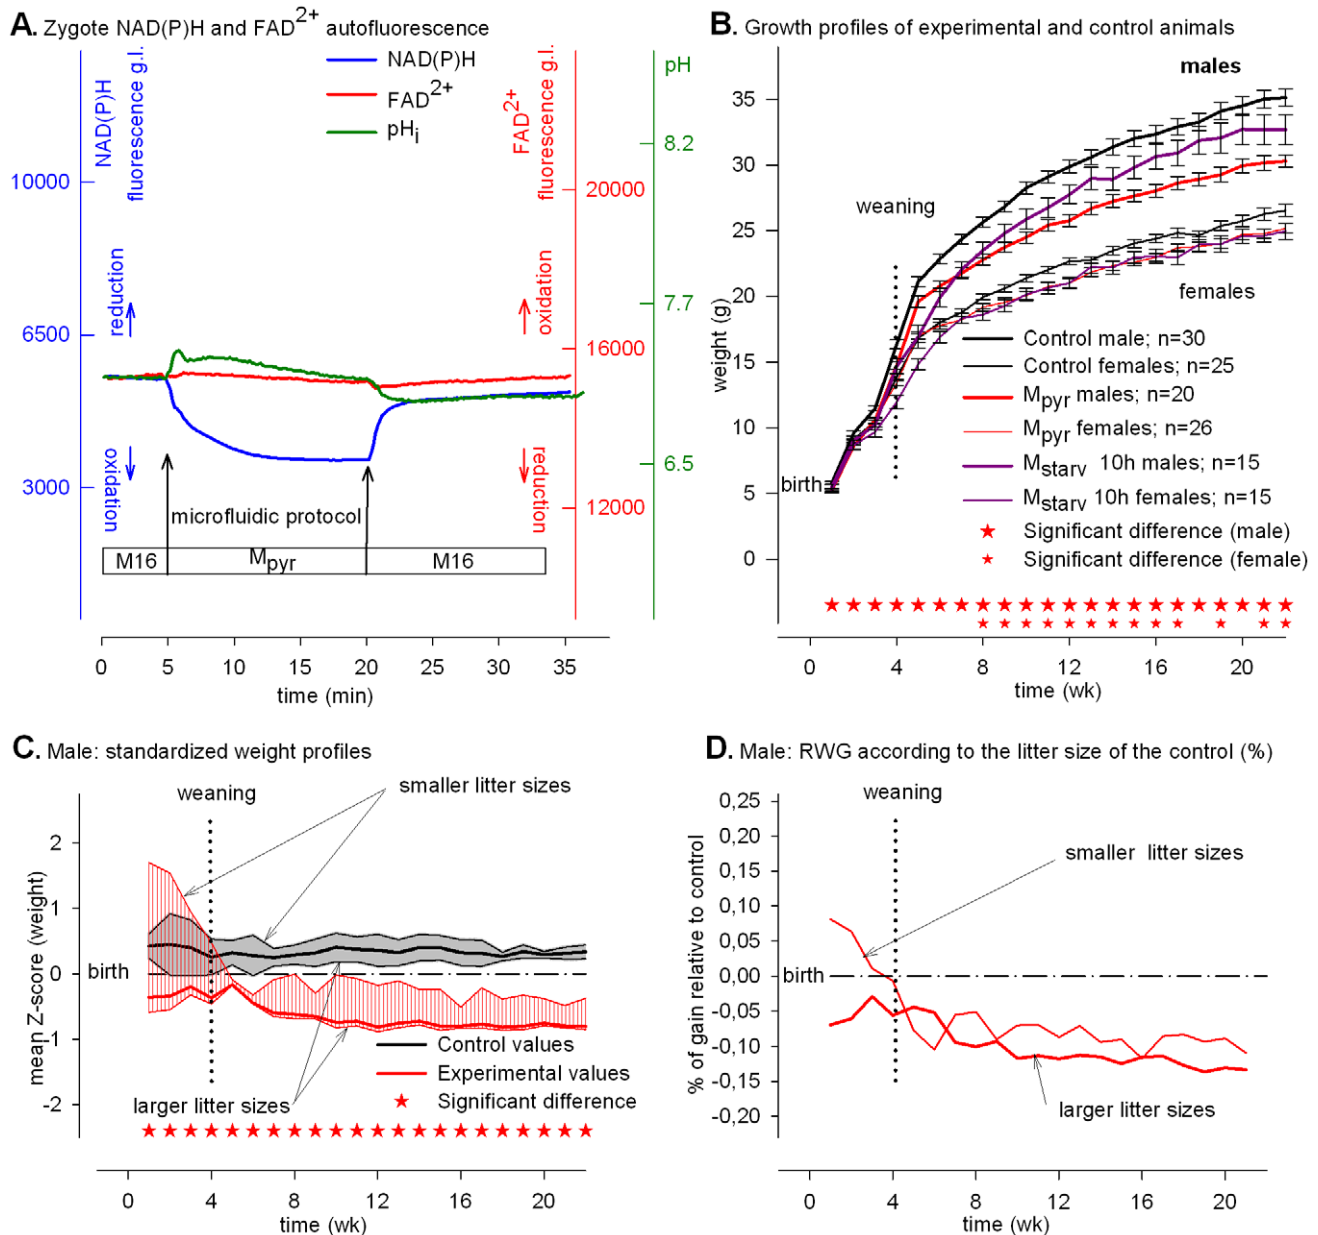 A. Zygote NAD(P)H and FAD2+ autofluorescence
NAD(P)H
fluorescence g.l.
NAD(P)H
FAD2+
pHi
FAD2+
fluorescence g.l.
pH
10000
6500
3000
reduction
oxidation
20000
16000
12000
oxidation
reduction
8.2
7.7
6.5
microfluidic protocol
M16
Mpyr
M16
0 5 10 15 20 25 30 35
time (min)
B. Growth profiles of experimental and control animals
males
weaning
females
birth
weight (g)
35
30
25
20
15
10
5
0
Control male; n=30
Control females; n=25
Mpyr males; n=20
Mpyr females; n=26
Mstarv 10h males; n=15
Mstarv 10h females; n=15
Significant difference (male)
Significant difference (female)
0 4 8 12 16 20
time (wk)
C. Male: standardized weight profiles
weaning
smaller litter sizes
mean Z-score (weight)
2
1
0
-1
-2
birth
Control values
Experimental values
larger litter sizes
Significant difference
0 4 8 12 16 20
time (wk)
D. Male: RWG according to the litter size of the control (%)
weaning
smaller litter sizes
% of gain relative to control
0,25
0,20
0,15
0,10
0,05
0,00
-0,05
-0,10
-0,15
-0,20
birth
larger litter sizes
0 4 8 12 16 20
time (wk)